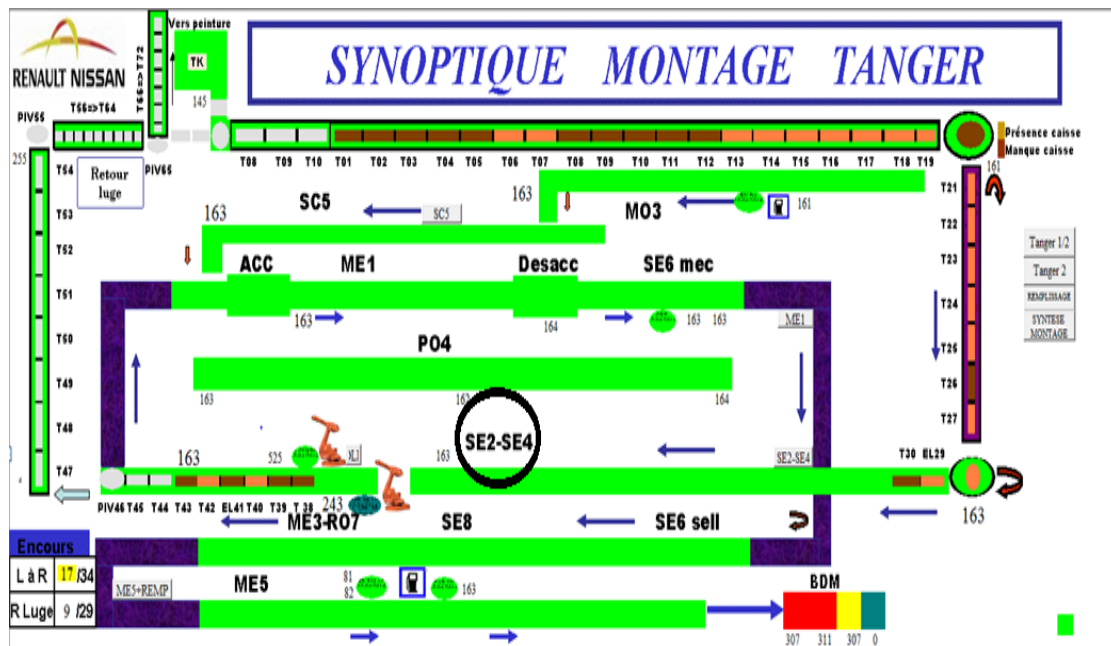 Vers peinture
SYNOPTIQUE MONTAGE TANGER
RENAULT NISSAN
TK
145
T56=>T64
T66=>T72
PIV55
PIV65
255
T54
T53
T52
T51
T50
T49
T48
T47
4
Retour
luge
T08 T09 T10 T01 T02 T03 T04 T05 T06 T07 T08 T09 T10 T11 T12 T13 T14 T15 T16 T17 T18 T19
Présence caisse
Manque caisse
161
T21
T22
T23
T24
T25
T26
T27
163
SC5
SC5
163
MO3
161
Tanger 1/2
Tanger 2
REMPLISSAGE
SYNTESE
MONTAGE
ACC ME1 Desacc SE6 mec
163
164
163 163
ME1
PO4
163
164
SE2-SE4
163
SE2-SE4
163
525
T30 EL29
163
PIV46 T45 T44 T43 T42 EL41 T40 T39 T 38
243
ME3-RO7 SE8 SE6 sell
Encours
L à R 17 /34
R Luge 9 /29
ME5+REMP
ME5
81
82
163
BDM
307 311 307 0